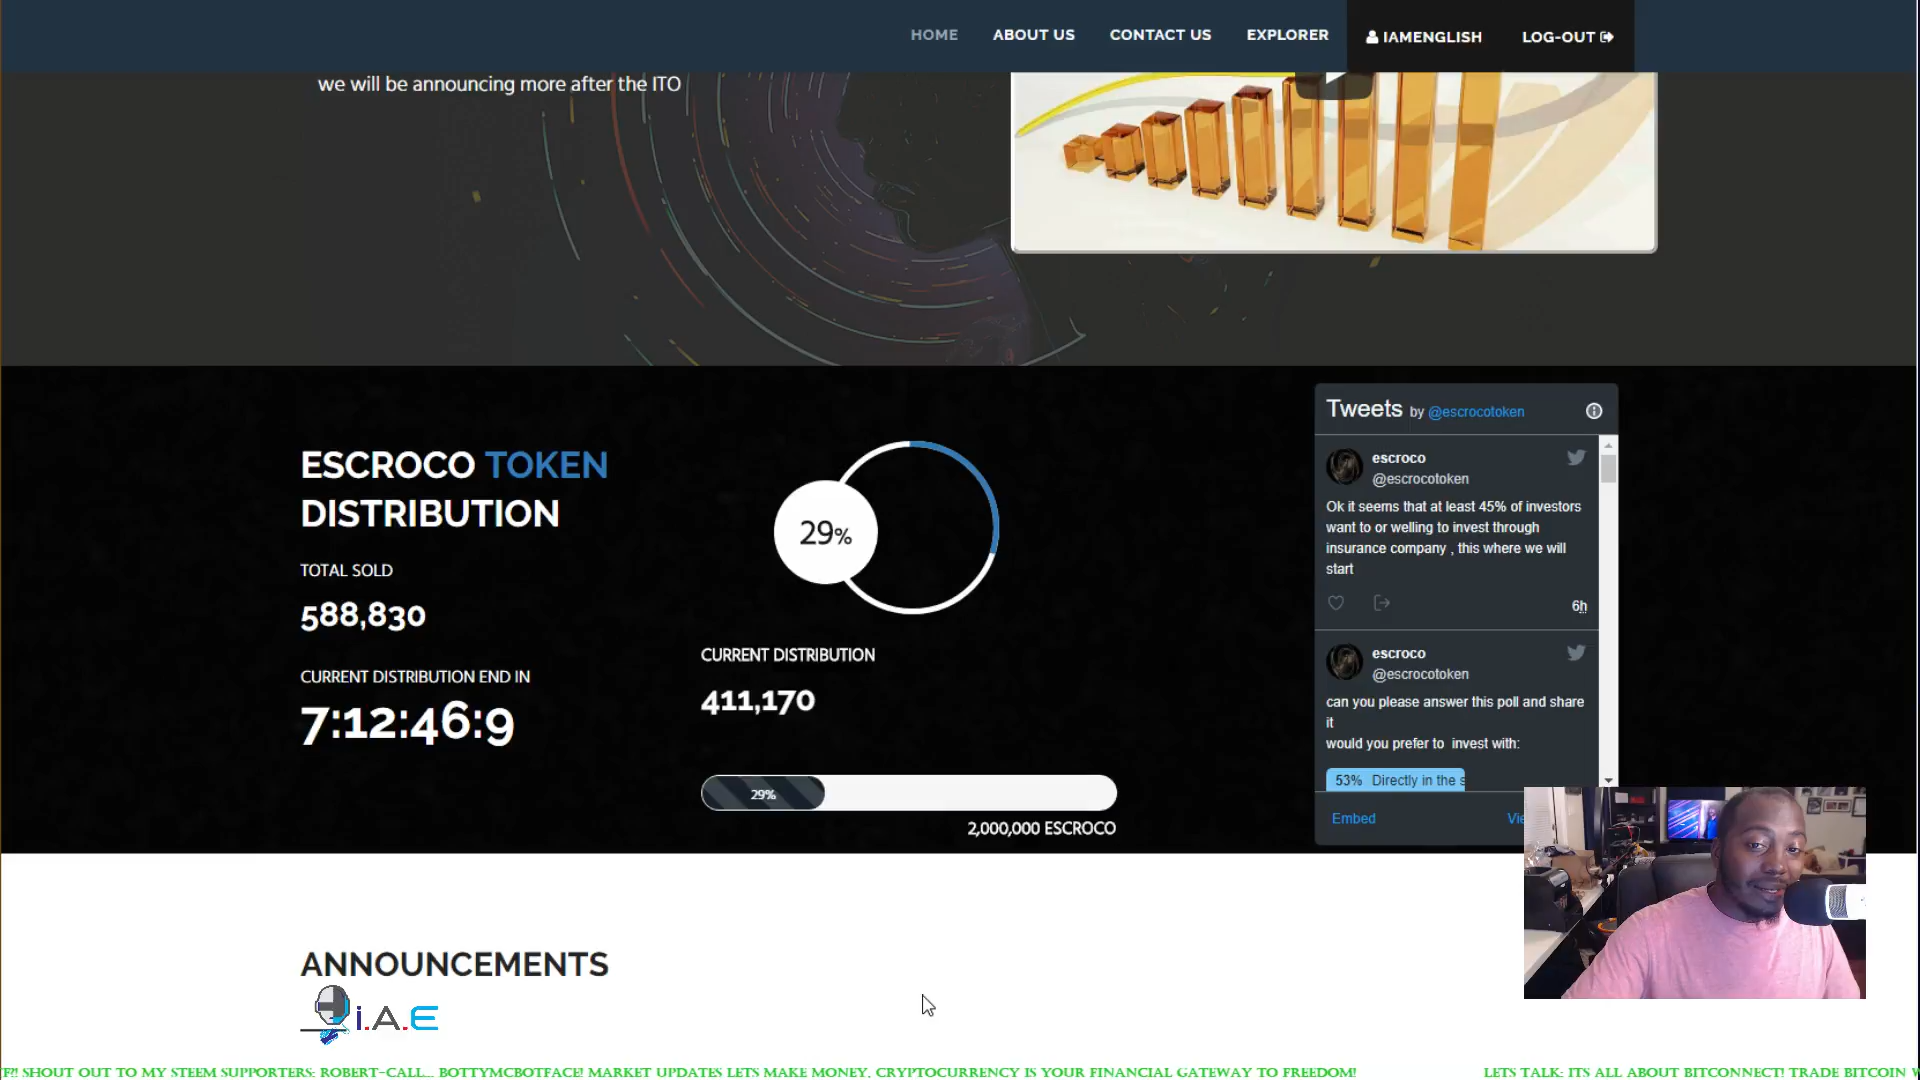 HOME ABOUT US CONTACT US EXPLORER IAMENGLISH LOG-OUT
we will be announcing more after the ITO
ESCROCO TOKEN
DISTRIBUTION
TOTAL SOLD
588,830
CURRENT DISTRIBUTION END IN
7:12:46:9
29%
CURRENT DISTRIBUTION
411,170
29%
2,000,000 ESCROCO
Tweets by @escrocotoken
escroco
@escrocotoken
Ok it seems that at least 45% of investors
want to or welling to invest through
insurance company , this where we will
start
6h
escroco
@escrocotoken
can you please answer this poll and share
it
would you prefer to invest with:
53% Directly in the s
Embed Vie
ANNOUNCEMENTS
i.A.E
F?! SHOUT OUT TO MY STEEM SUPPORTERS: ROBERT-CALL... BOTTYMCBOTFACE! MARKET UPDATES LETS MAKE MONEY. CRYPTOCURRENCY IS YOUR FINANCIAL GATEWAY TO FREEDOM! LETS TALK: ITS ALL ABOUT BITCONNECT! TRADE BITCOIN W